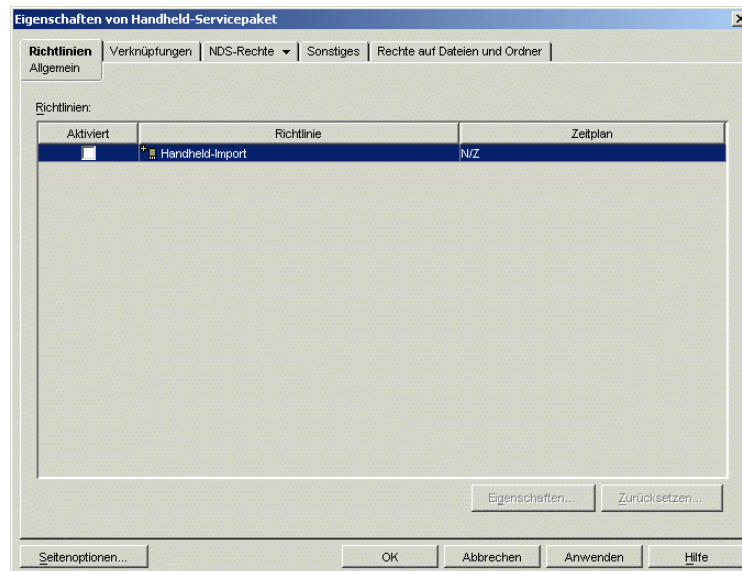 Eigenschaften von Handheld-Servicepaket
Richtlinien Verknüpfungen NDS-Rechte Sonstiges Rechte auf Dateien und Ordner
Allgemein
Richtlinien:
Aktiviert Richtlinie Zeitplan
Handheld-Import N/Z
Eigenschaften... Zurücksetzen...
Seitenoptionen... OK Abbrechen Anwenden Hilfe